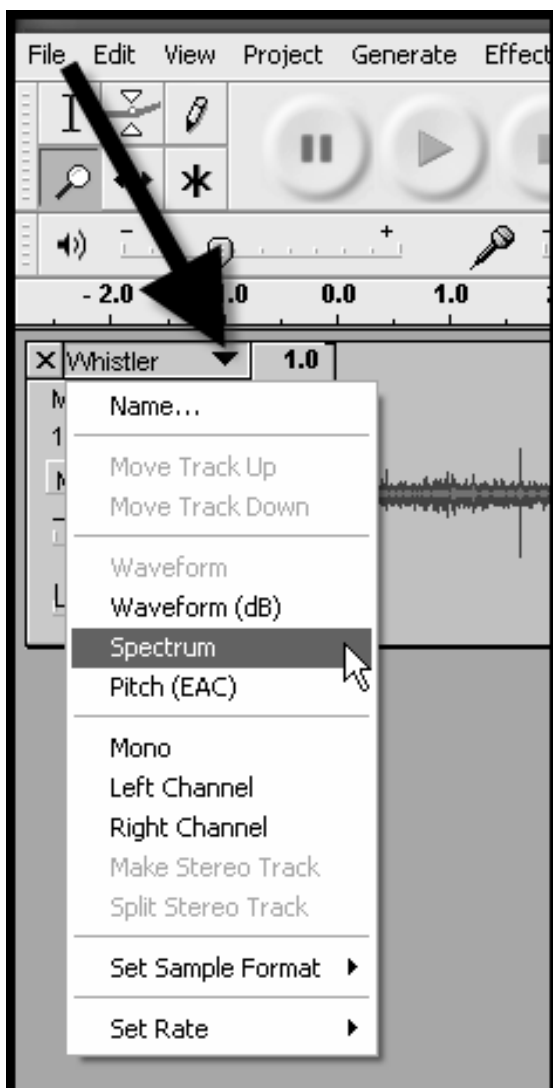 File Edit View Project Generate Effect
- +
- 2.0 .0 0.0 1.0
Whistler 1.0
Name...
1
Move Track Up
Move Track Down
Waveform
Waveform (dB)
Spectrum
Pitch (EAC)
Mono
Left Channel
Right Channel
Make Stereo Track
Split Stereo Track
Set Sample Format
Set Rate